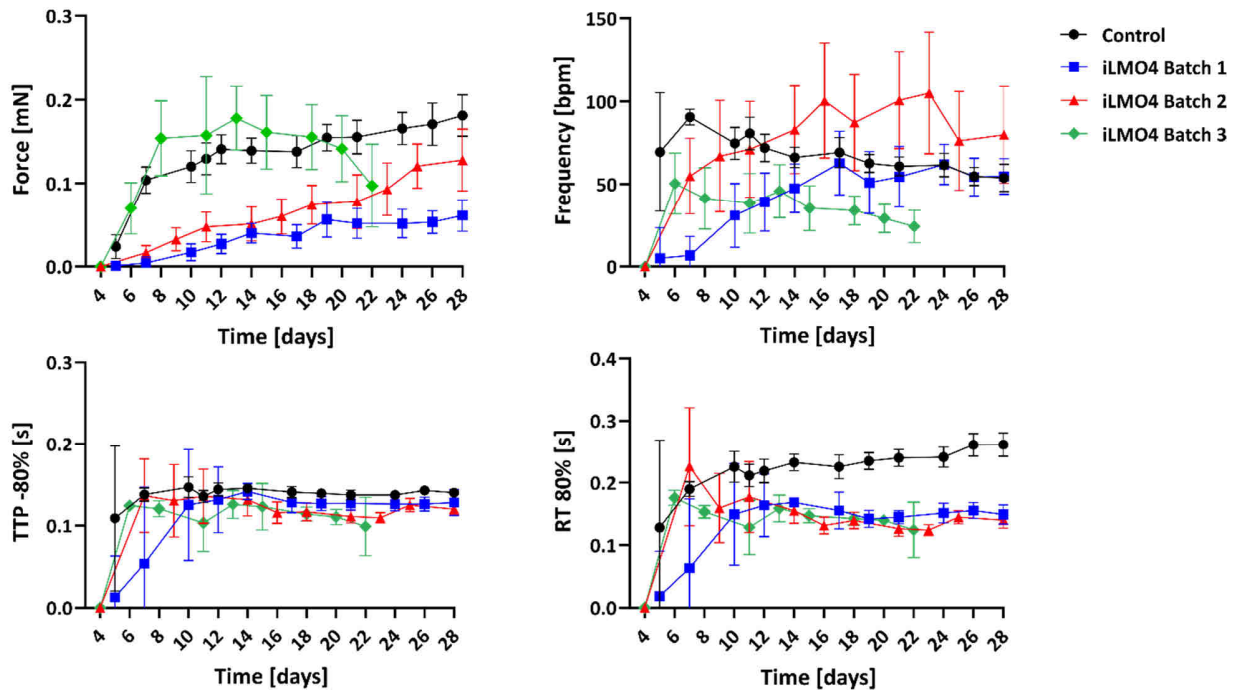 0.3
0.2
0.1
0.0
Force [mN]
4 6 8 10 12 14 16 18 20 22 24 26 28
Time [days]
150
100
50
0
Frequency [bpm]
4 6 8 10 12 14 16 18 20 22 24 26 28
Time [days]
Control
iLMO4 Batch 1
iLMO4 Batch 2
iLMO4 Batch 3
0.3
0.2
0.1
0.0
TTP -80% [s]
4 6 8 10 12 14 16 18 20 22 24 26 28
Time [days]
0.4
0.3
0.2
0.1
0.0
RT 80% [s]
4 6 8 10 12 14 16 18 20 22 24 26 28
Time [days]